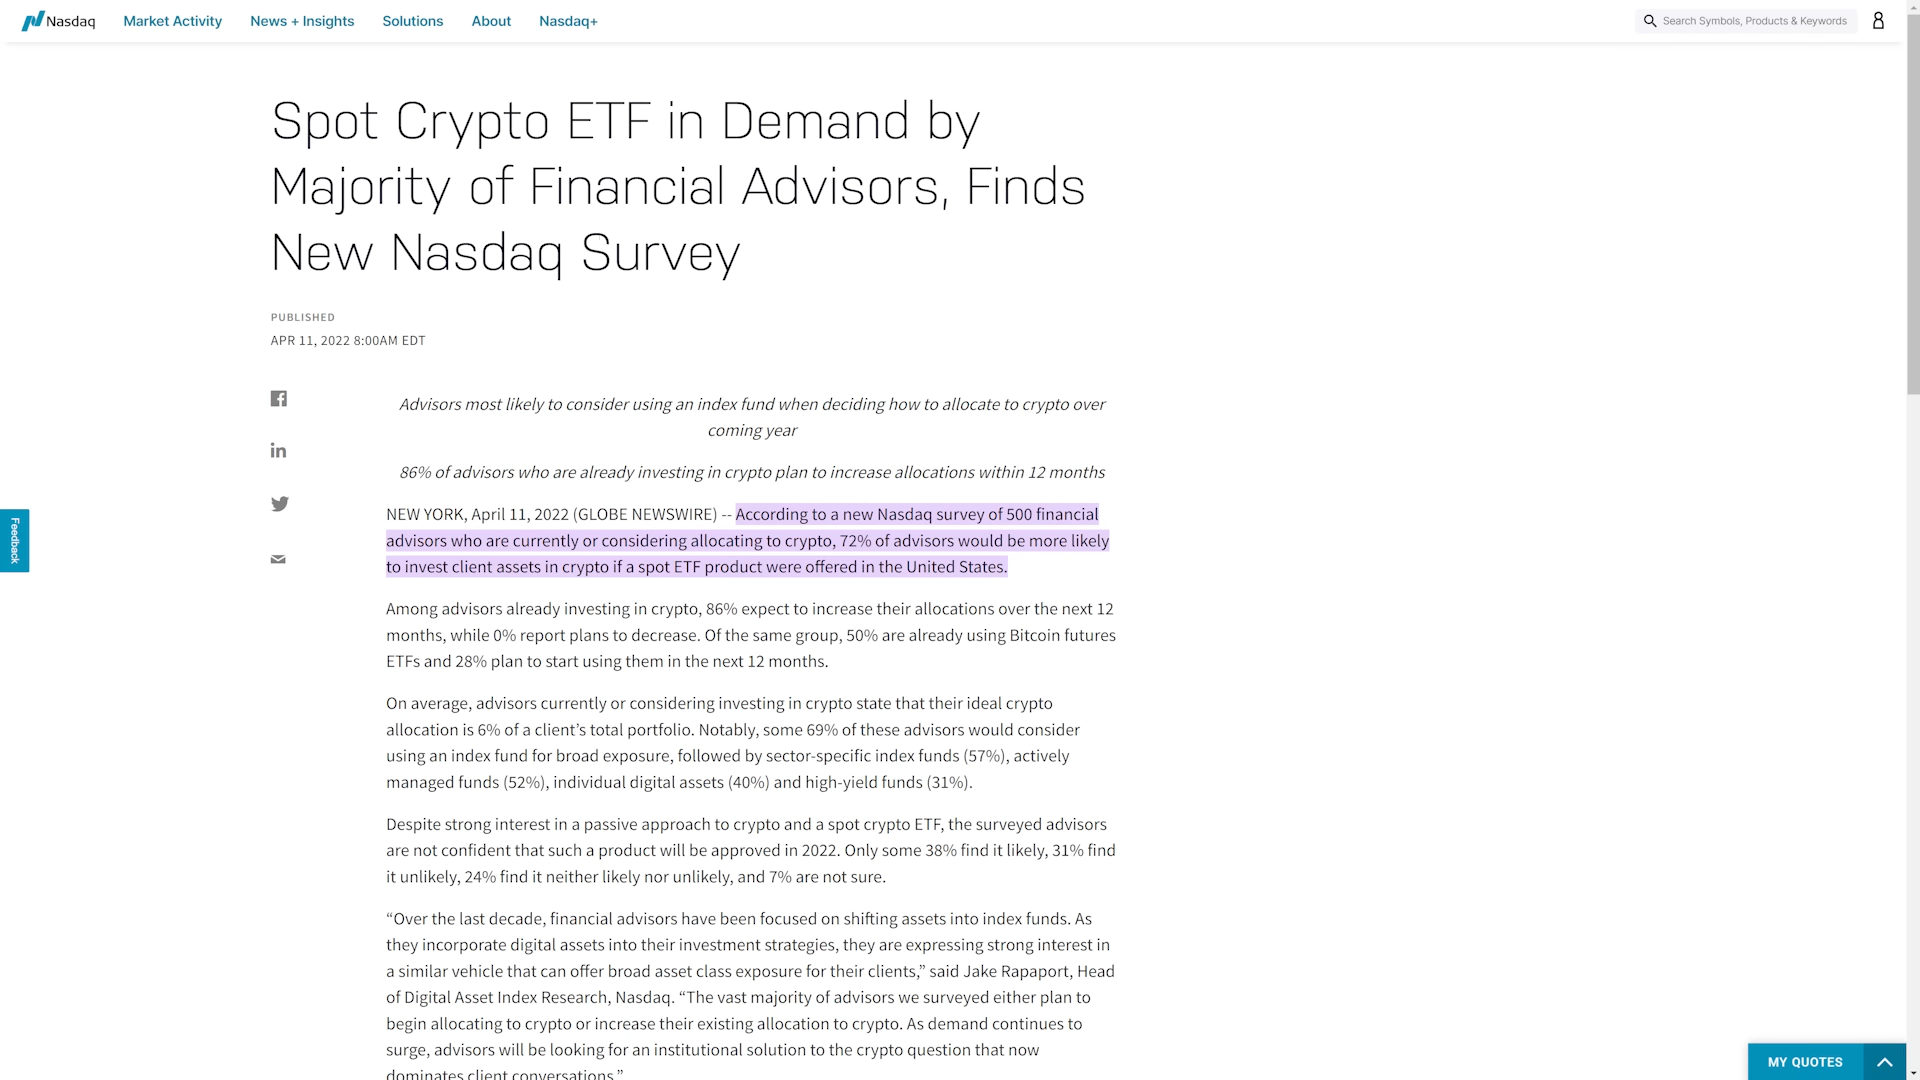 Nasdaq Market Activity News + Insights Solutions About Nasdaq+ Search Symbols, Products & Keywords
Spot Crypto ETF in Demand by
Majority of Financial Advisors, Finds
New Nasdaq Survey
PUBLISHED
APR 11, 2022 8:00AM EDT
Advisors most likely to consider using an index fund when deciding how to allocate to crypto over
coming year
86% of advisors who are already investing in crypto plan to increase allocations within 12 months
NEW YORK, April 11, 2022 (GLOBE NEWSWIRE) -- According to a new Nasdaq survey of 500 financial
advisors who are currently or considering allocating to crypto, 72% of advisors would be more likely
to invest client assets in crypto if a spot ETF product were offered in the United States.
Feedback
Among advisors already investing in crypto, 86% expect to increase their allocations over the next 12
months, while 0% report plans to decrease. Of the same group, 50% are already using Bitcoin futures
ETFs and 28% plan to start using them in the next 12 months.
On average, advisors currently or considering investing in crypto state that their ideal crypto
allocation is 6% of a client’s total portfolio. Notably, some 69% of these advisors would consider
using an index fund for broad exposure, followed by sector-specific index funds (57%), actively
managed funds (52%), individual digital assets (40%) and high-yield funds (31%).
Despite strong interest in a passive approach to crypto and a spot crypto ETF, the surveyed advisors
are not confident that such a product will be approved in 2022. Only some 38% find it likely, 31% find
it unlikely, 24% find it neither likely nor unlikely, and 7% are not sure.
“Over the last decade, financial advisors have been focused on shifting assets into index funds. As
they incorporate digital assets into their investment strategies, they are expressing strong interest in
a similar vehicle that can offer broad asset class exposure for their clients,” said Jake Rapaport, Head
of Digital Asset Index Research, Nasdaq. “The vast majority of advisors we surveyed either plan to
begin allocating to crypto or increase their existing allocation to crypto. As demand continues to
surge, advisors will be looking for an institutional solution to the crypto question that now
dominates client conversations.”
MY QUOTES